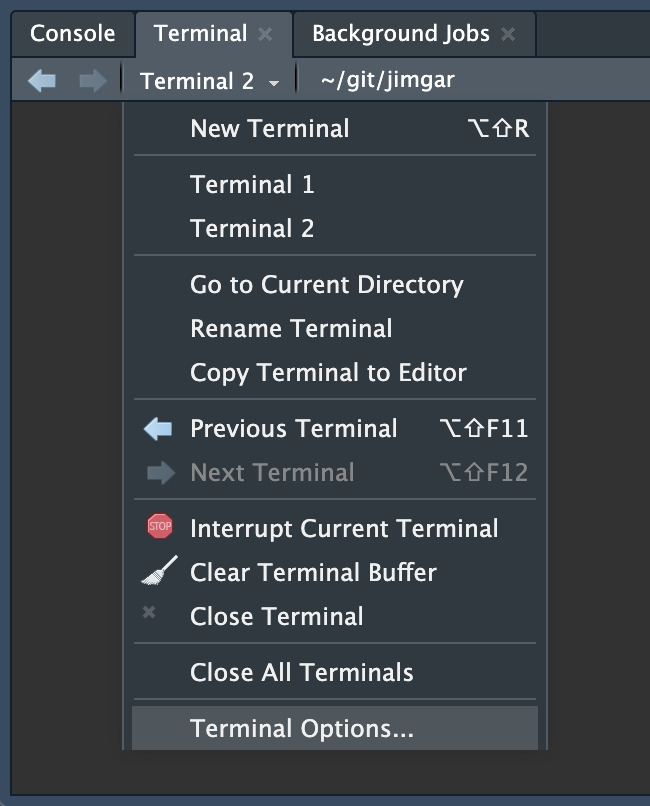 Console Terminal Background Jobs
Terminal 2 ~/git/jimgar
New Terminal ⌥⇧R
Terminal 1
Terminal 2
Go to Current Directory
Rename Terminal
Copy Terminal to Editor
Previous Terminal ⌥⇧F11
Next Terminal ⌥⇧F12
STOP Interrupt Current Terminal
Clear Terminal Buffer
Close Terminal
Close All Terminals
Terminal Options...